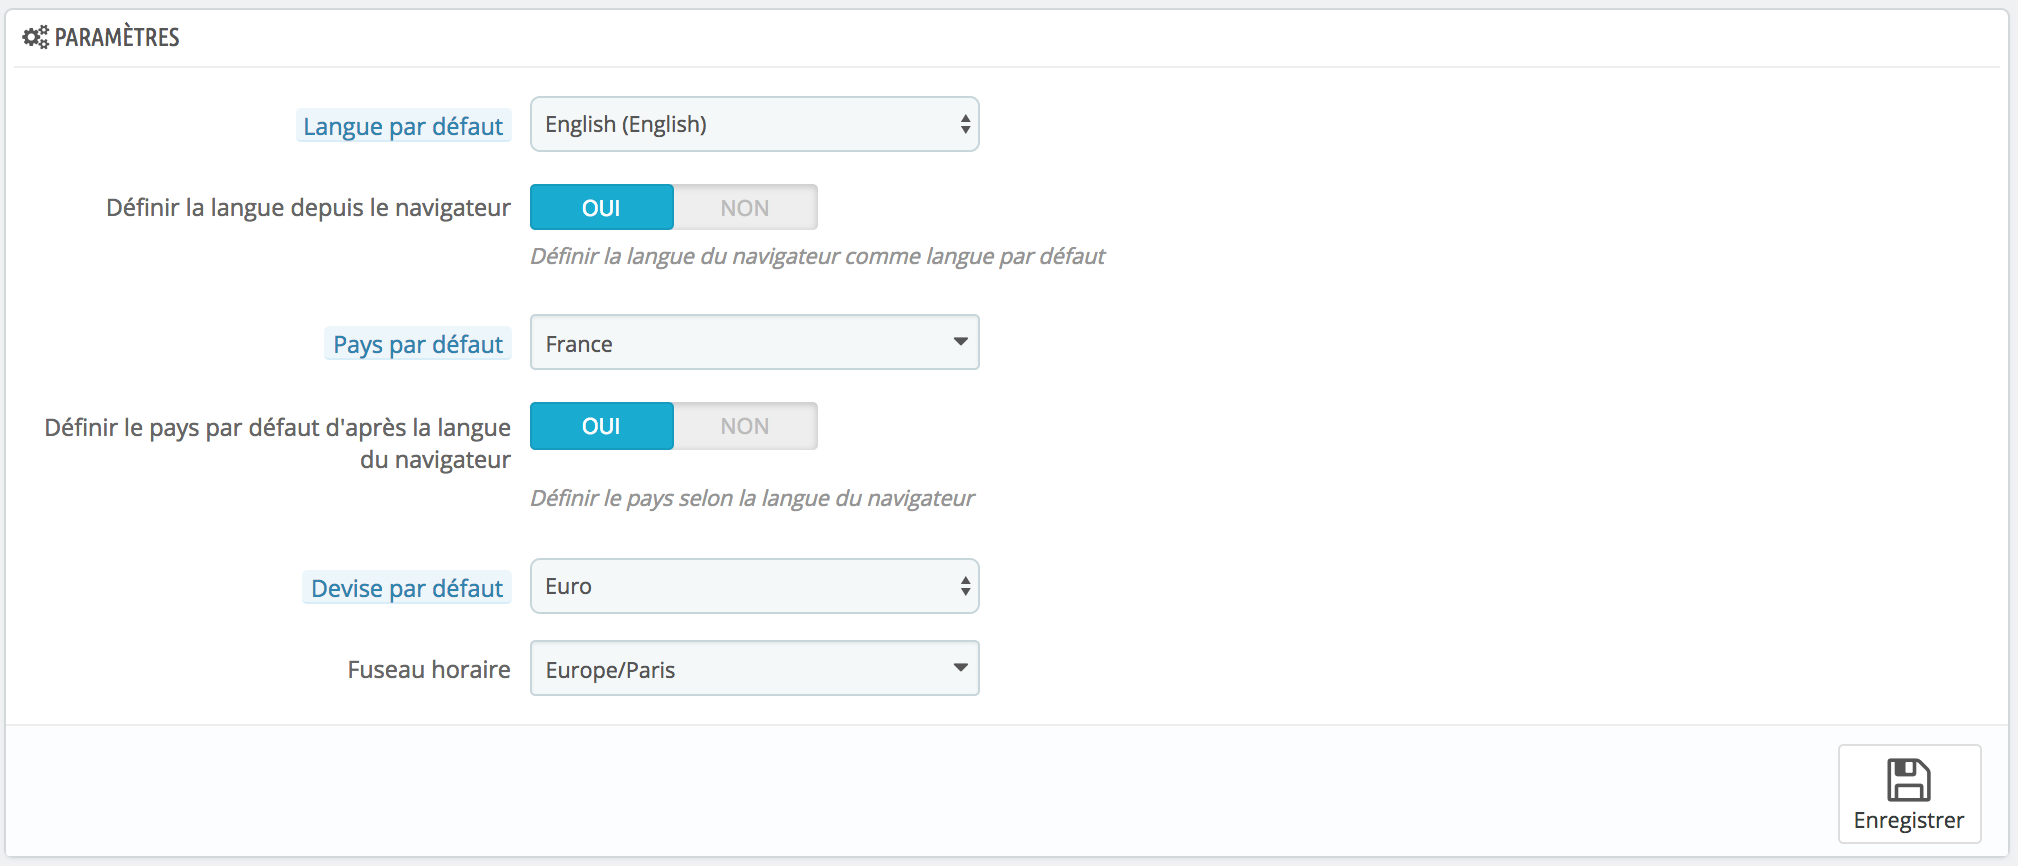 PARAMÈTRES
Langue par défaut
English (English)
Définir la langue depuis le navigateur
OUI NON
Définir la langue du navigateur comme langue par défaut
Pays par défaut
France
Définir le pays par défaut d'après la langue
du navigateur
OUI NON
Définir le pays selon la langue du navigateur
Devise par défaut
Euro
Fuseau horaire
Europe/Paris
Enregistrer